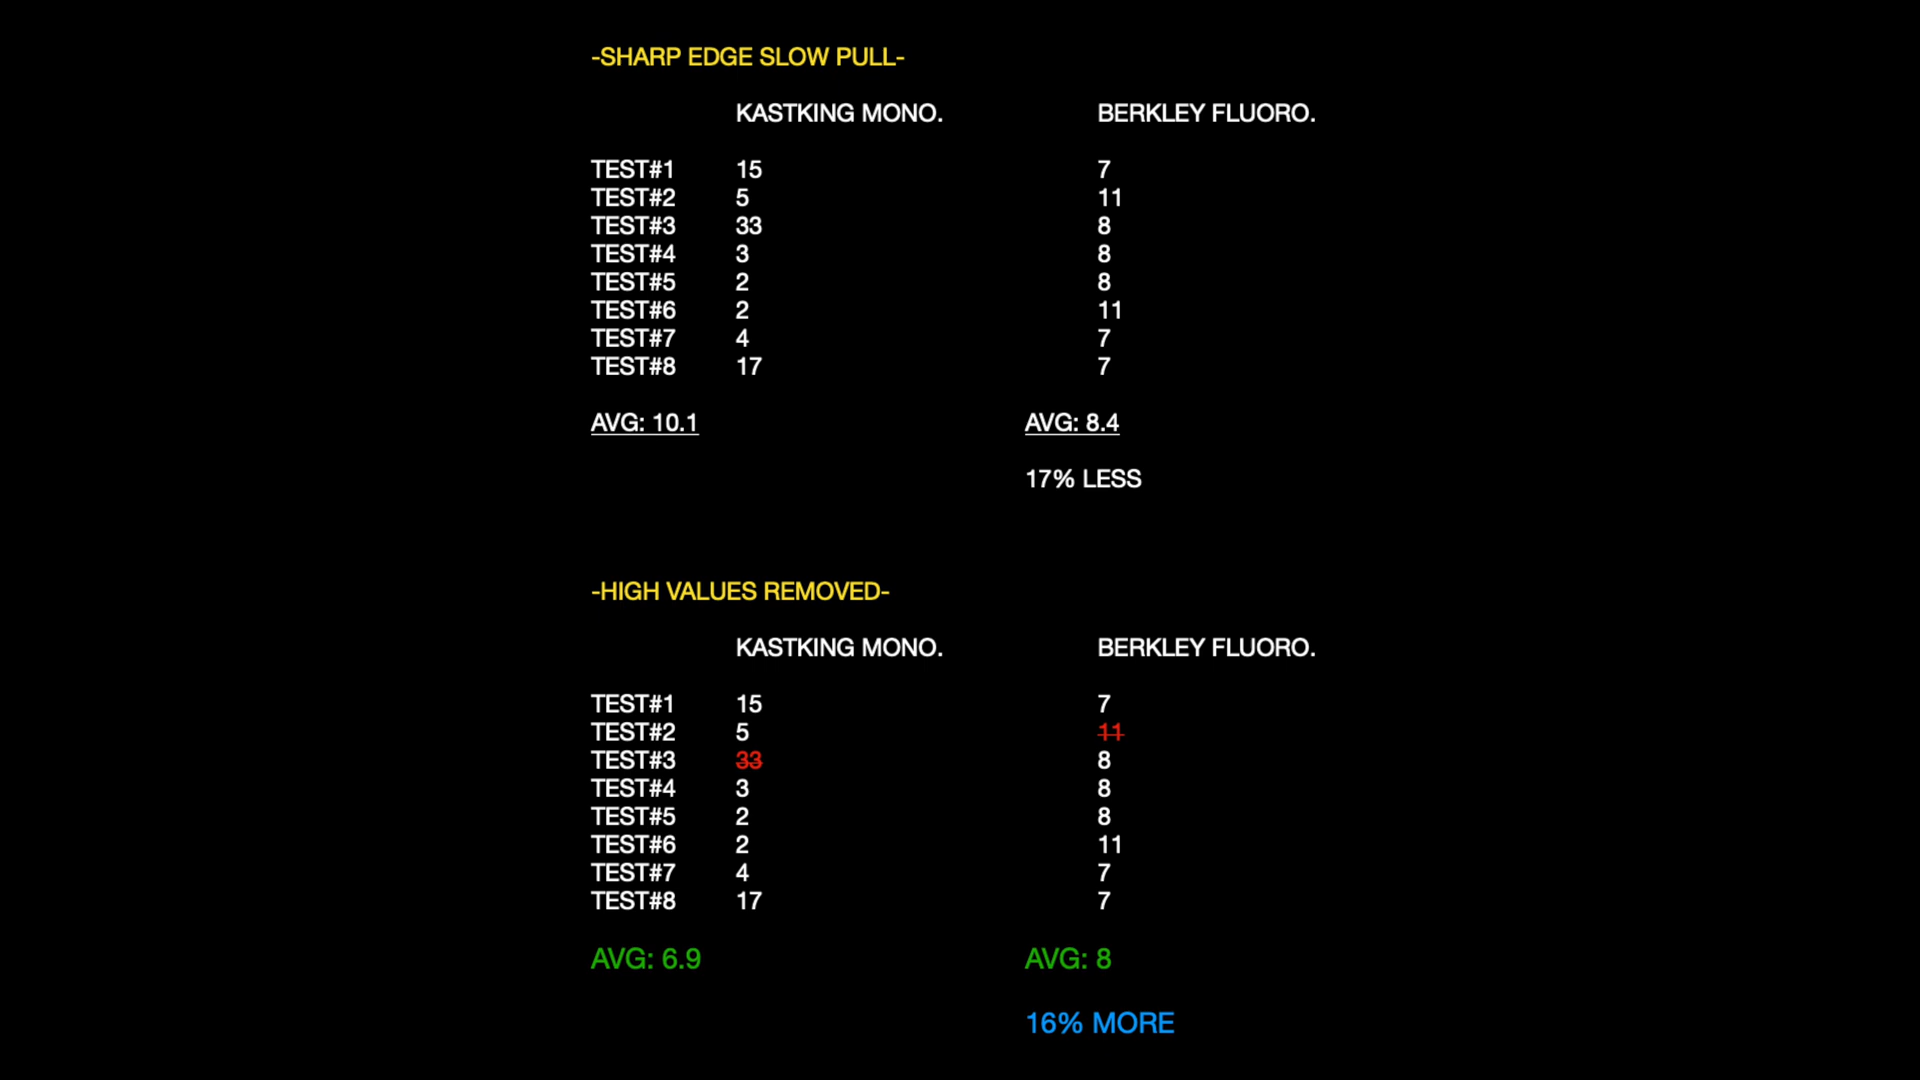 -SHARP EDGE SLOW PULL-
KASTKING MONO. BERKLEY FLUORO.
TEST#1 15 7
TEST#2 5 11
TEST#3 33 8
TEST#4 3 8
TEST#5 2 8
TEST#6 2 11
TEST#7 4 7
TEST#8 17 7
AVG: 10.1 AVG: 8.4
17% LESS
-HIGH VALUES REMOVED-
KASTKING MONO. BERKLEY FLUORO.
TEST#1 15 7
TEST#2 5 11
TEST#3 33 8
TEST#4 3 8
TEST#5 2 8
TEST#6 2 11
TEST#7 4 7
TEST#8 17 7
AVG: 6.9 AVG: 8
16% MORE